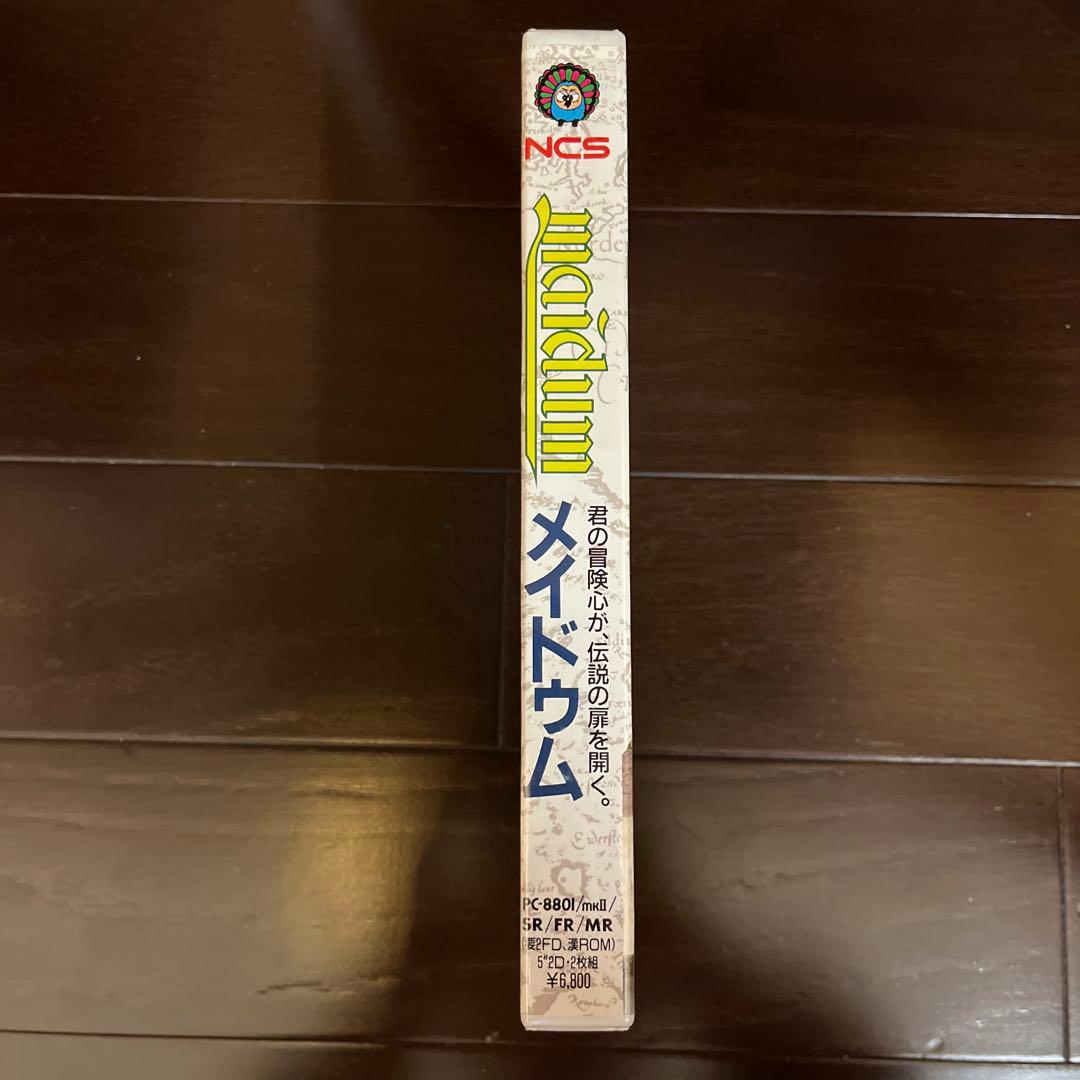 NCS
maidum
君の冒険心が、伝説の扉を開く。
メイドゥム
PC-8801/mkII/
SR/FR/MR
(要2FD、漢ROM)
5"2D・2枚組
¥6,800